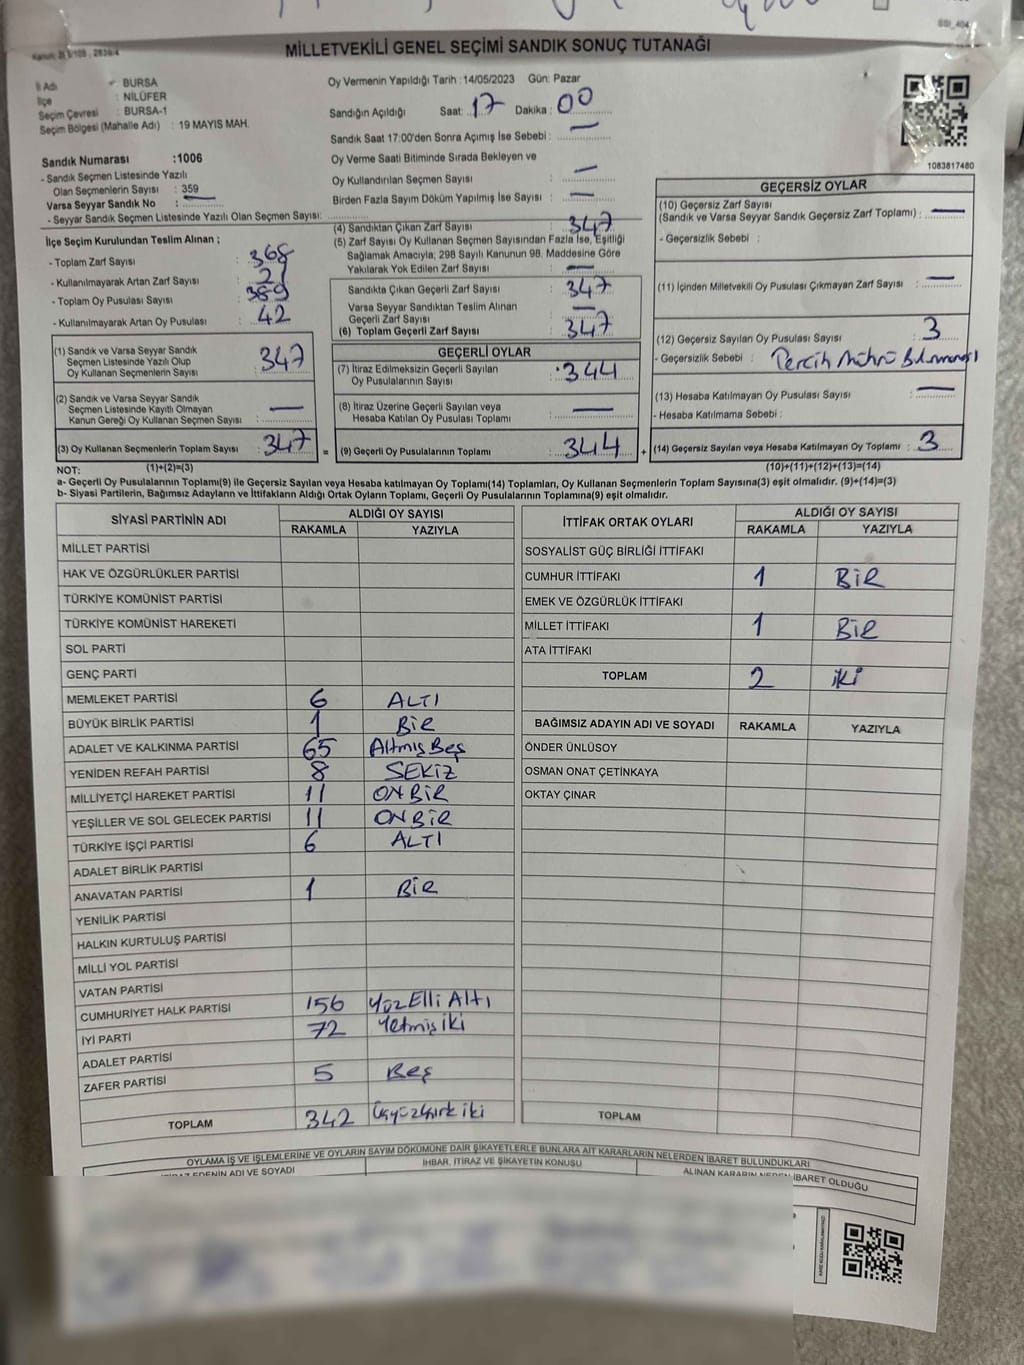 SSI_404
MİLLETVEKİLİ GENEL SEÇİMİ SANDIK SONUÇ TUTANAĞI
İl Adı : BURSA
İlçe : NİLÜFER
Seçim Çevresi : BURSA-1
Seçim Bölgesi (Mahalle Adı) : 19 MAYIS MAH.
Oy Vermenin Yapıldığı Tarih :14/05/2023 Gün: Pazar
Sandığın Açıldığı Saat: 17 Dakika : 00
Sandık Saat 17:00'den Sonra Açımış İse Sebebi : —
Oy Verme Saati Bitiminde Sırada Bekleyen ve
Oy Kullandırılan Seçmen Sayısı : —
Birden Fazla Sayım Döküm Yapılmış İse Sayısı : —
1083817480
Sandık Numarası :1006
- Sandık Seçmen Listesinde Yazılı
Olan Seçmenlerin Sayısı : 359
Varsa Seyyar Sandık No :
- Seyyar Sandık Seçmen Listesinde Yazılı Olan Seçmen Sayısı:
İlçe Seçim Kurulundan Teslim Alınan ;
- Toplam Zarf Sayısı : 368
- Kullanılmayarak Artan Zarf Sayısı : 21
- Toplam Oy Pusulası Sayısı : 389
- Kullanılmayarak Artan Oy Pusulası : 42
(4) Sandıktan Çıkan Zarf Sayısı : 347
(5) Zarf Sayısı Oy Kullanan Seçmen Sayısından Fazla İse, Eşitliği
Sağlamak Amacıyla; 298 Sayılı Kanunun 98. Maddesine Göre
Yakılarak Yok Edilen Zarf Sayısı : —
Sandıkta Çıkan Geçerli Zarf Sayısı : 347
Varsa Seyyar Sandıktan Teslim Alınan
Geçerli Zarf Sayısı : —
(6) Toplam Geçerli Zarf Sayısı : 347
GEÇERSİZ OYLAR
(10) Geçersiz Zarf Sayısı
(Sandık ve Varsa Seyyar Sandık Geçersiz Zarf Toplamı) : —
- Geçersizlik Sebebi :
(11) İçinden Milletvekili Oy Pusulası Çıkmayan Zarf Sayısı : —
(12) Geçersiz Sayılan Oy Pusulası Sayısı : 3
- Geçersizlik Sebebi : Tercih Mührü
(13) Hesaba Katılmayan Oy Pusulası Sayısı : —
- Hesaba Katılmama Sebebi :
(14) Geçersiz Sayılan veya Hesaba Katılmayan Oy Toplamı : 3
(1) Sandık ve Varsa Seyyar Sandık
Seçmen Listesinde Yazılı Olup
Oy Kullanan Seçmenlerin Sayısı : 347
(2) Sandık ve Varsa Seyyar Sandık
Seçmen Listesinde Kayıtlı Olmayan
Kanun Gereği Oy Kullanan Seçmen Sayısı : —
(3) Oy Kullanan Seçmenlerin Toplam Sayısı : 347 =
GEÇERLİ OYLAR
(7) İtiraz Edilmeksizin Geçerli Sayılan
Oy Pusulalarının Sayısı : 344
(8) İtiraz Üzerine Geçerli Sayılan veya
Hesaba Katılan Oy Pusulası Toplamı : —
(9) Geçerli Oy Pusulalarının Toplamı : 344 +
NOT: (1)+(2)=(3) (10)+(11)+(12)+(13)=(14)
a- Geçerli Oy Pusulalarının Toplamı(9) ile Geçersiz Sayılan veya Hesaba katılmayan Oy Toplamı(14) Toplamları, Oy Kullanan Seçmenlerin Toplam Sayısına(3) eşit olmalıdır. (9)+(14)=(3)
b- Siyasi Partilerin, Bağımsız Adayların ve İttifakların Aldığı Ortak Oyların Toplamı, Geçerli Oy Pusulalarının Toplamına(9) eşit olmalıdır.
SİYASİ PARTİNİN ADI ALDIĞI OY SAYISI
RAKAMLA YAZIYLA
MİLLET PARTİSİ
HAK VE ÖZGÜRLÜKLER PARTİSİ
TÜRKİYE KOMÜNİST PARTİSİ
TÜRKİYE KOMÜNİST HAREKETİ
SOL PARTİ
GENÇ PARTİ
MEMLEKET PARTİSİ 6 ALTI
BÜYÜK BİRLİK PARTİSİ 1 BİR
ADALET VE KALKINMA PARTİSİ 65 Altmış Beş
YENİDEN REFAH PARTİSİ 8 SEKİZ
MİLLİYETÇİ HAREKET PARTİSİ 11 ON BİR
YEŞİLLER VE SOL GELECEK PARTİSİ 11 ON BİR
TÜRKİYE İŞÇİ PARTİSİ 6 ALTI
ADALET BİRLİK PARTİSİ
ANAVATAN PARTİSİ 1 BİR
YENİLİK PARTİSİ
HALKIN KURTULUŞ PARTİSİ
MİLLİ YOL PARTİSİ
VATAN PARTİSİ
CUMHURİYET HALK PARTİSİ 156 Yüz Elli Altı
İYİ PARTİ 72 Yetmiş iki
ADALET PARTİSİ
ZAFER PARTİSİ 5 Beş
TOPLAM 342 Üçyüzkırk iki
İTTİFAK ORTAK OYLARI ALDIĞI OY SAYISI
RAKAMLA YAZIYLA
SOSYALİST GÜÇ BİRLİĞİ İTTİFAKI
CUMHUR İTTİFAKI 1 BİR
EMEK VE ÖZGÜRLÜK İTTİFAKI
MİLLET İTTİFAKI 1 BİR
ATA İTTİFAKI
TOPLAM 2 iKİ
BAĞIMSIZ ADAYIN ADI VE SOYADI RAKAMLA YAZIYLA
ÖNDER ÜNLÜSOY
OSMAN ONAT ÇETİNKAYA
OKTAY ÇINAR
TOPLAM
OYLAMA İŞ VE İŞLEMLERİNE VE OYLARIN SAYIM DÖKÜMÜNE DAİR ŞİKAYETLERLE BUNLARA AİT KARARLARIN NELERDEN İBARET BULUNDUKLARI
EDENİN ADI VE SOYADI İHBAR, İTİRAZ VE ŞİKAYETİN KONUSU ALINAN KARARIN NEDEN İBARET OLDUĞU